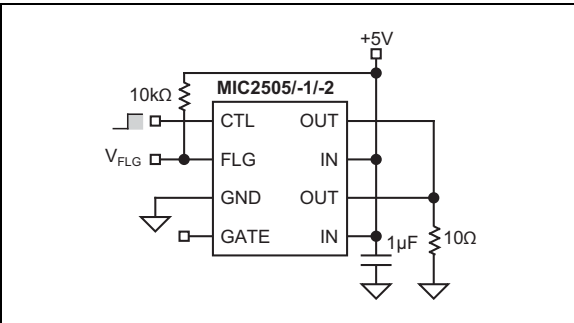 +5V
MIC2505/-1/-2
10kΩ
CTL OUT
VFLG FLG IN
GND OUT
GATE IN 1µF 10Ω